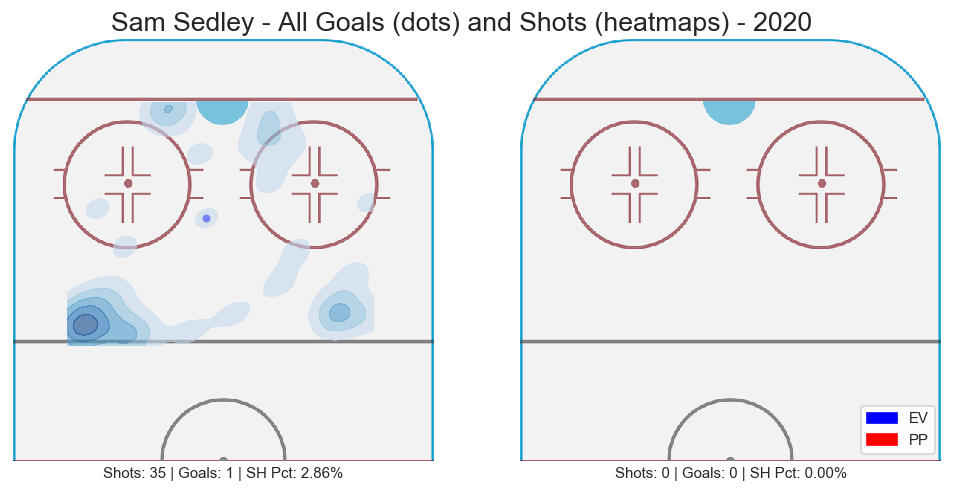 Sam Sedley - All Goals (dots) and Shots (heatmaps) - 2020
EV
PP
Shots: 35 | Goals: 1 | SH Pct: 2.86%
Shots: 0 | Goals: 0 | SH Pct: 0.00%